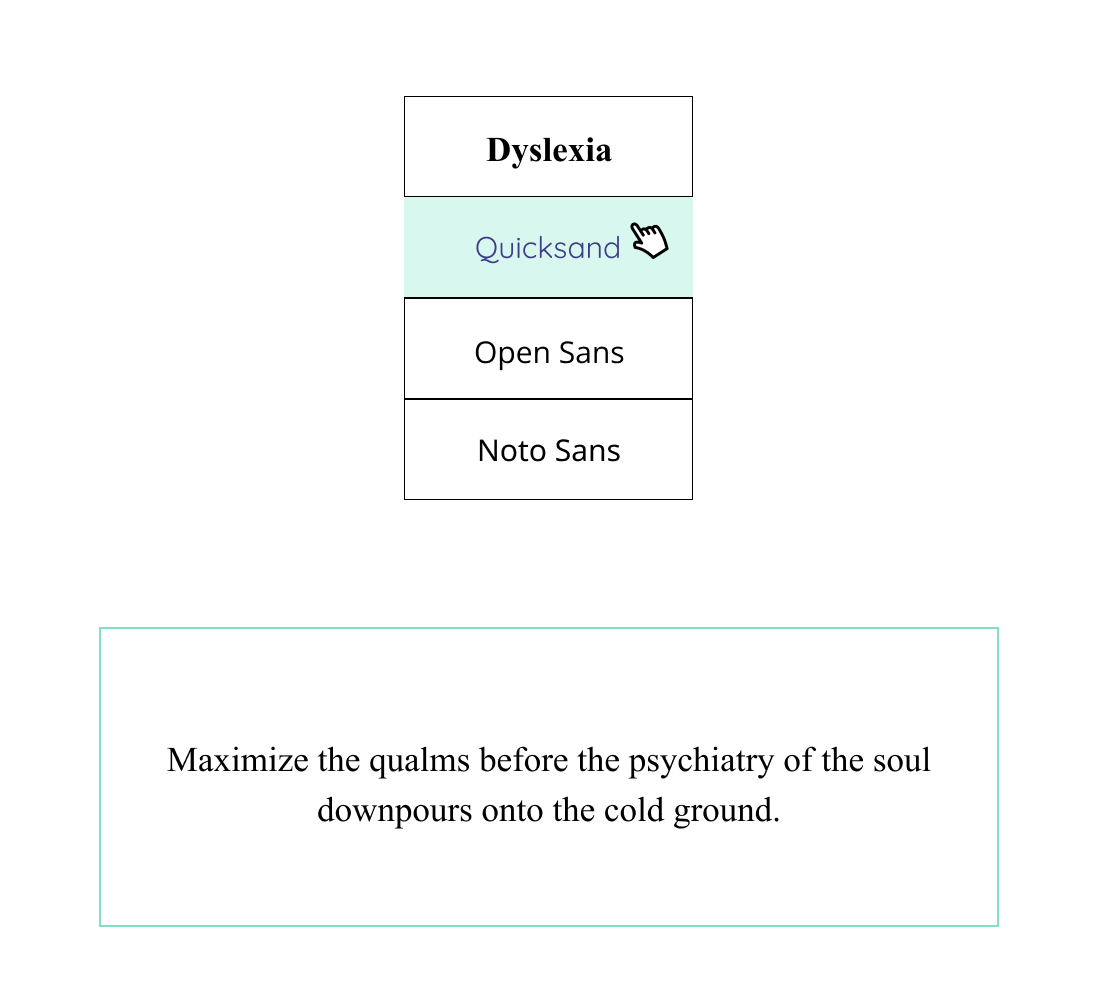 Dyslexia
Quicksand
Open Sans
Noto Sans
Maximize the qualms before the psychiatry of the soul
downpours onto the cold ground.